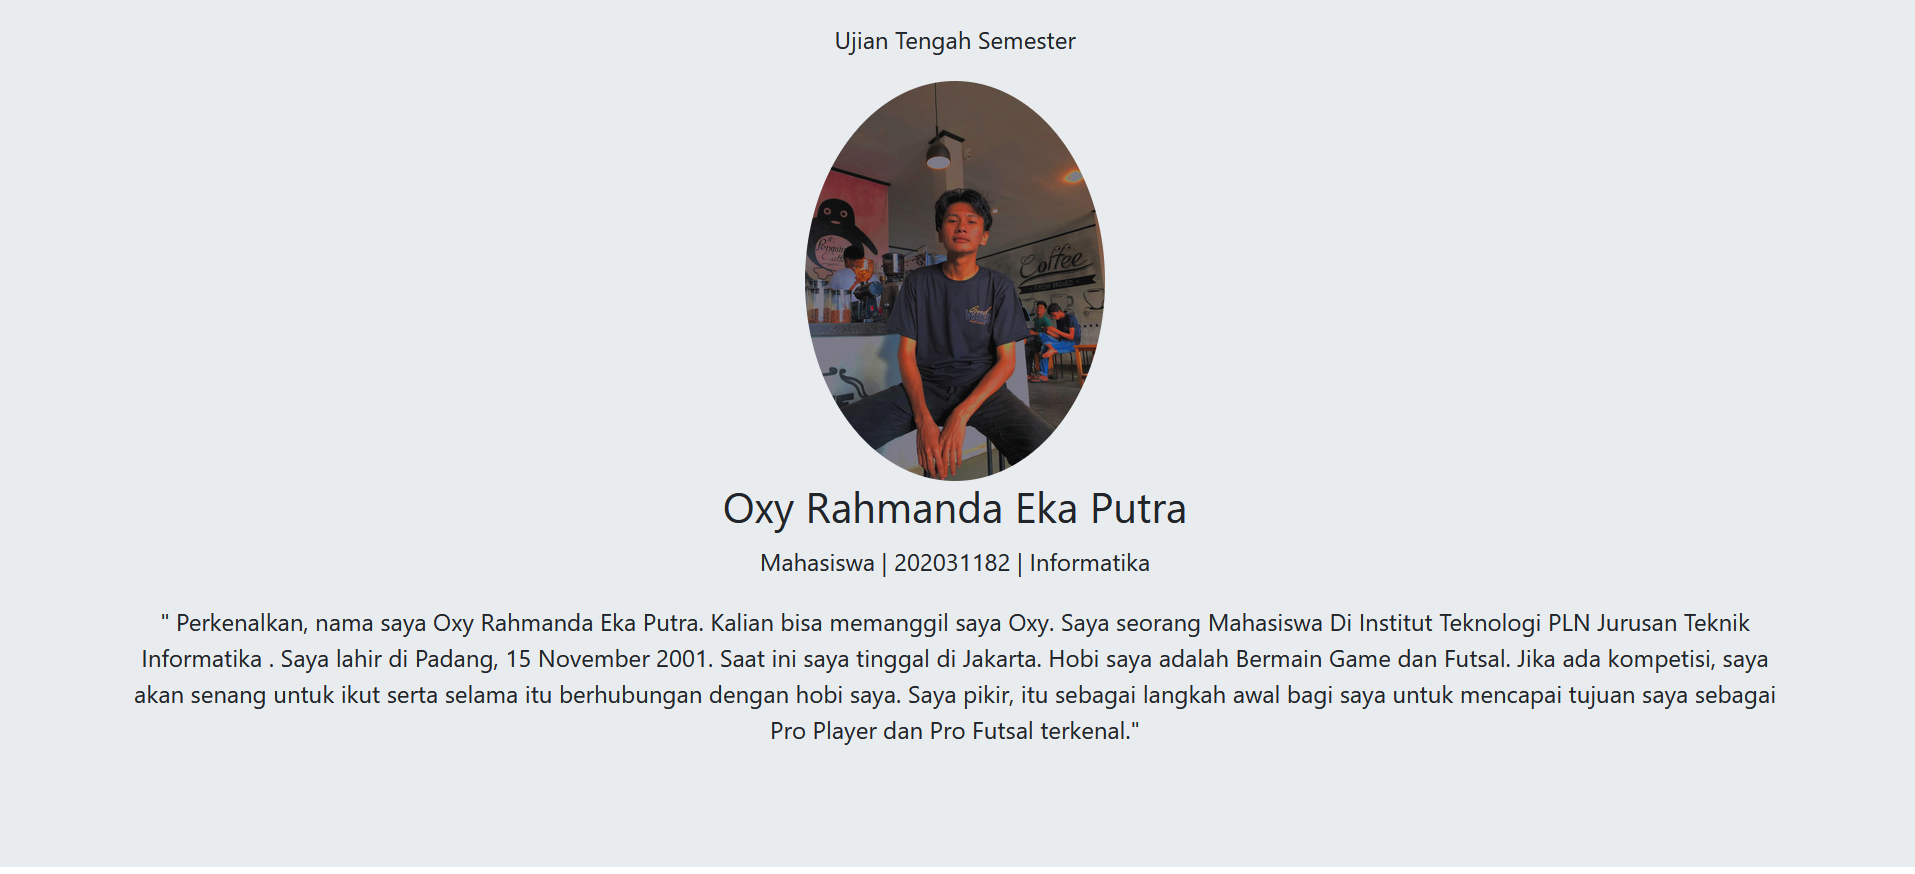 Ujian Tengah Semester
Penguin
Coffee
Oxy Rahmanda Eka Putra
Mahasiswa | 202031182 | Informatika
" Perkenalkan, nama saya Oxy Rahmanda Eka Putra. Kalian bisa memanggil saya Oxy. Saya seorang Mahasiswa Di Institut Teknologi PLN Jurusan Teknik
Informatika . Saya lahir di Padang, 15 November 2001. Saat ini saya tinggal di Jakarta. Hobi saya adalah Bermain Game dan Futsal. Jika ada kompetisi, saya
akan senang untuk ikut serta selama itu berhubungan dengan hobi saya. Saya pikir, itu sebagai langkah awal bagi saya untuk mencapai tujuan saya sebagai
Pro Player dan Pro Futsal terkenal."